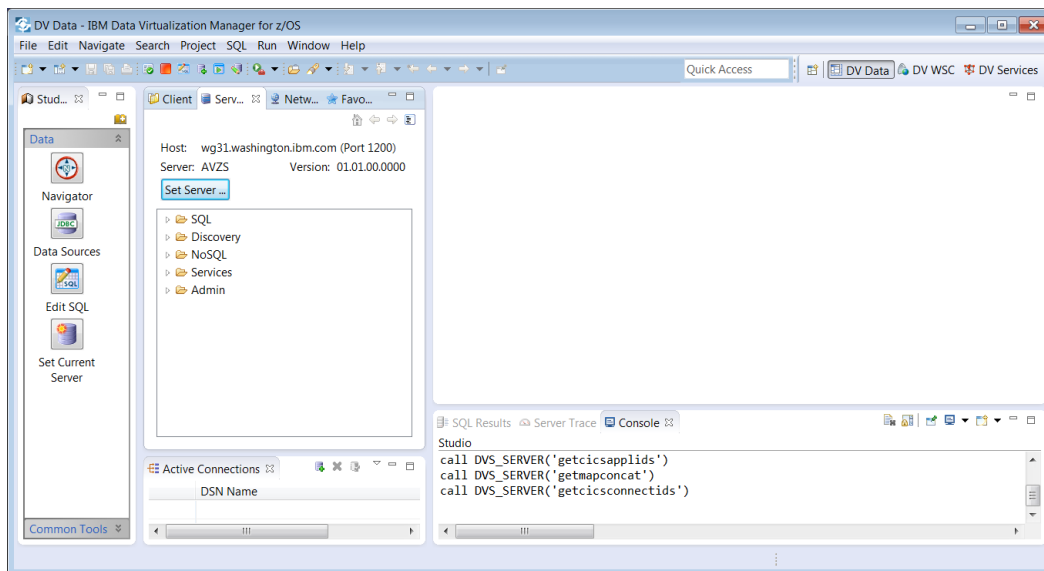 DV Data - IBM Data Virtualization Manager for z/OS
File Edit Navigate Search Project SQL Run Window Help
Quick Access
DV Data
DV WSC
DV Services
Stud...
Data
Navigator
JDBC
Data Sources
SQL
Edit SQL
Set Current
Server
Common Tools
Client
Serv...
Netw...
Favo...
Host: wg31.washington.ibm.com (Port 1200)
Server: AVZS Version: 01.01.00.0000
Set Server ...
SQL
Discovery
NoSQL
Services
Admin
Active Connections
DSN Name
SQL Results
Server Trace
Console
Studio
call DVS_SERVER('getcicsapplids')
call DVS_SERVER('getmapconcat')
call DVS_SERVER('getcicsconnectids')